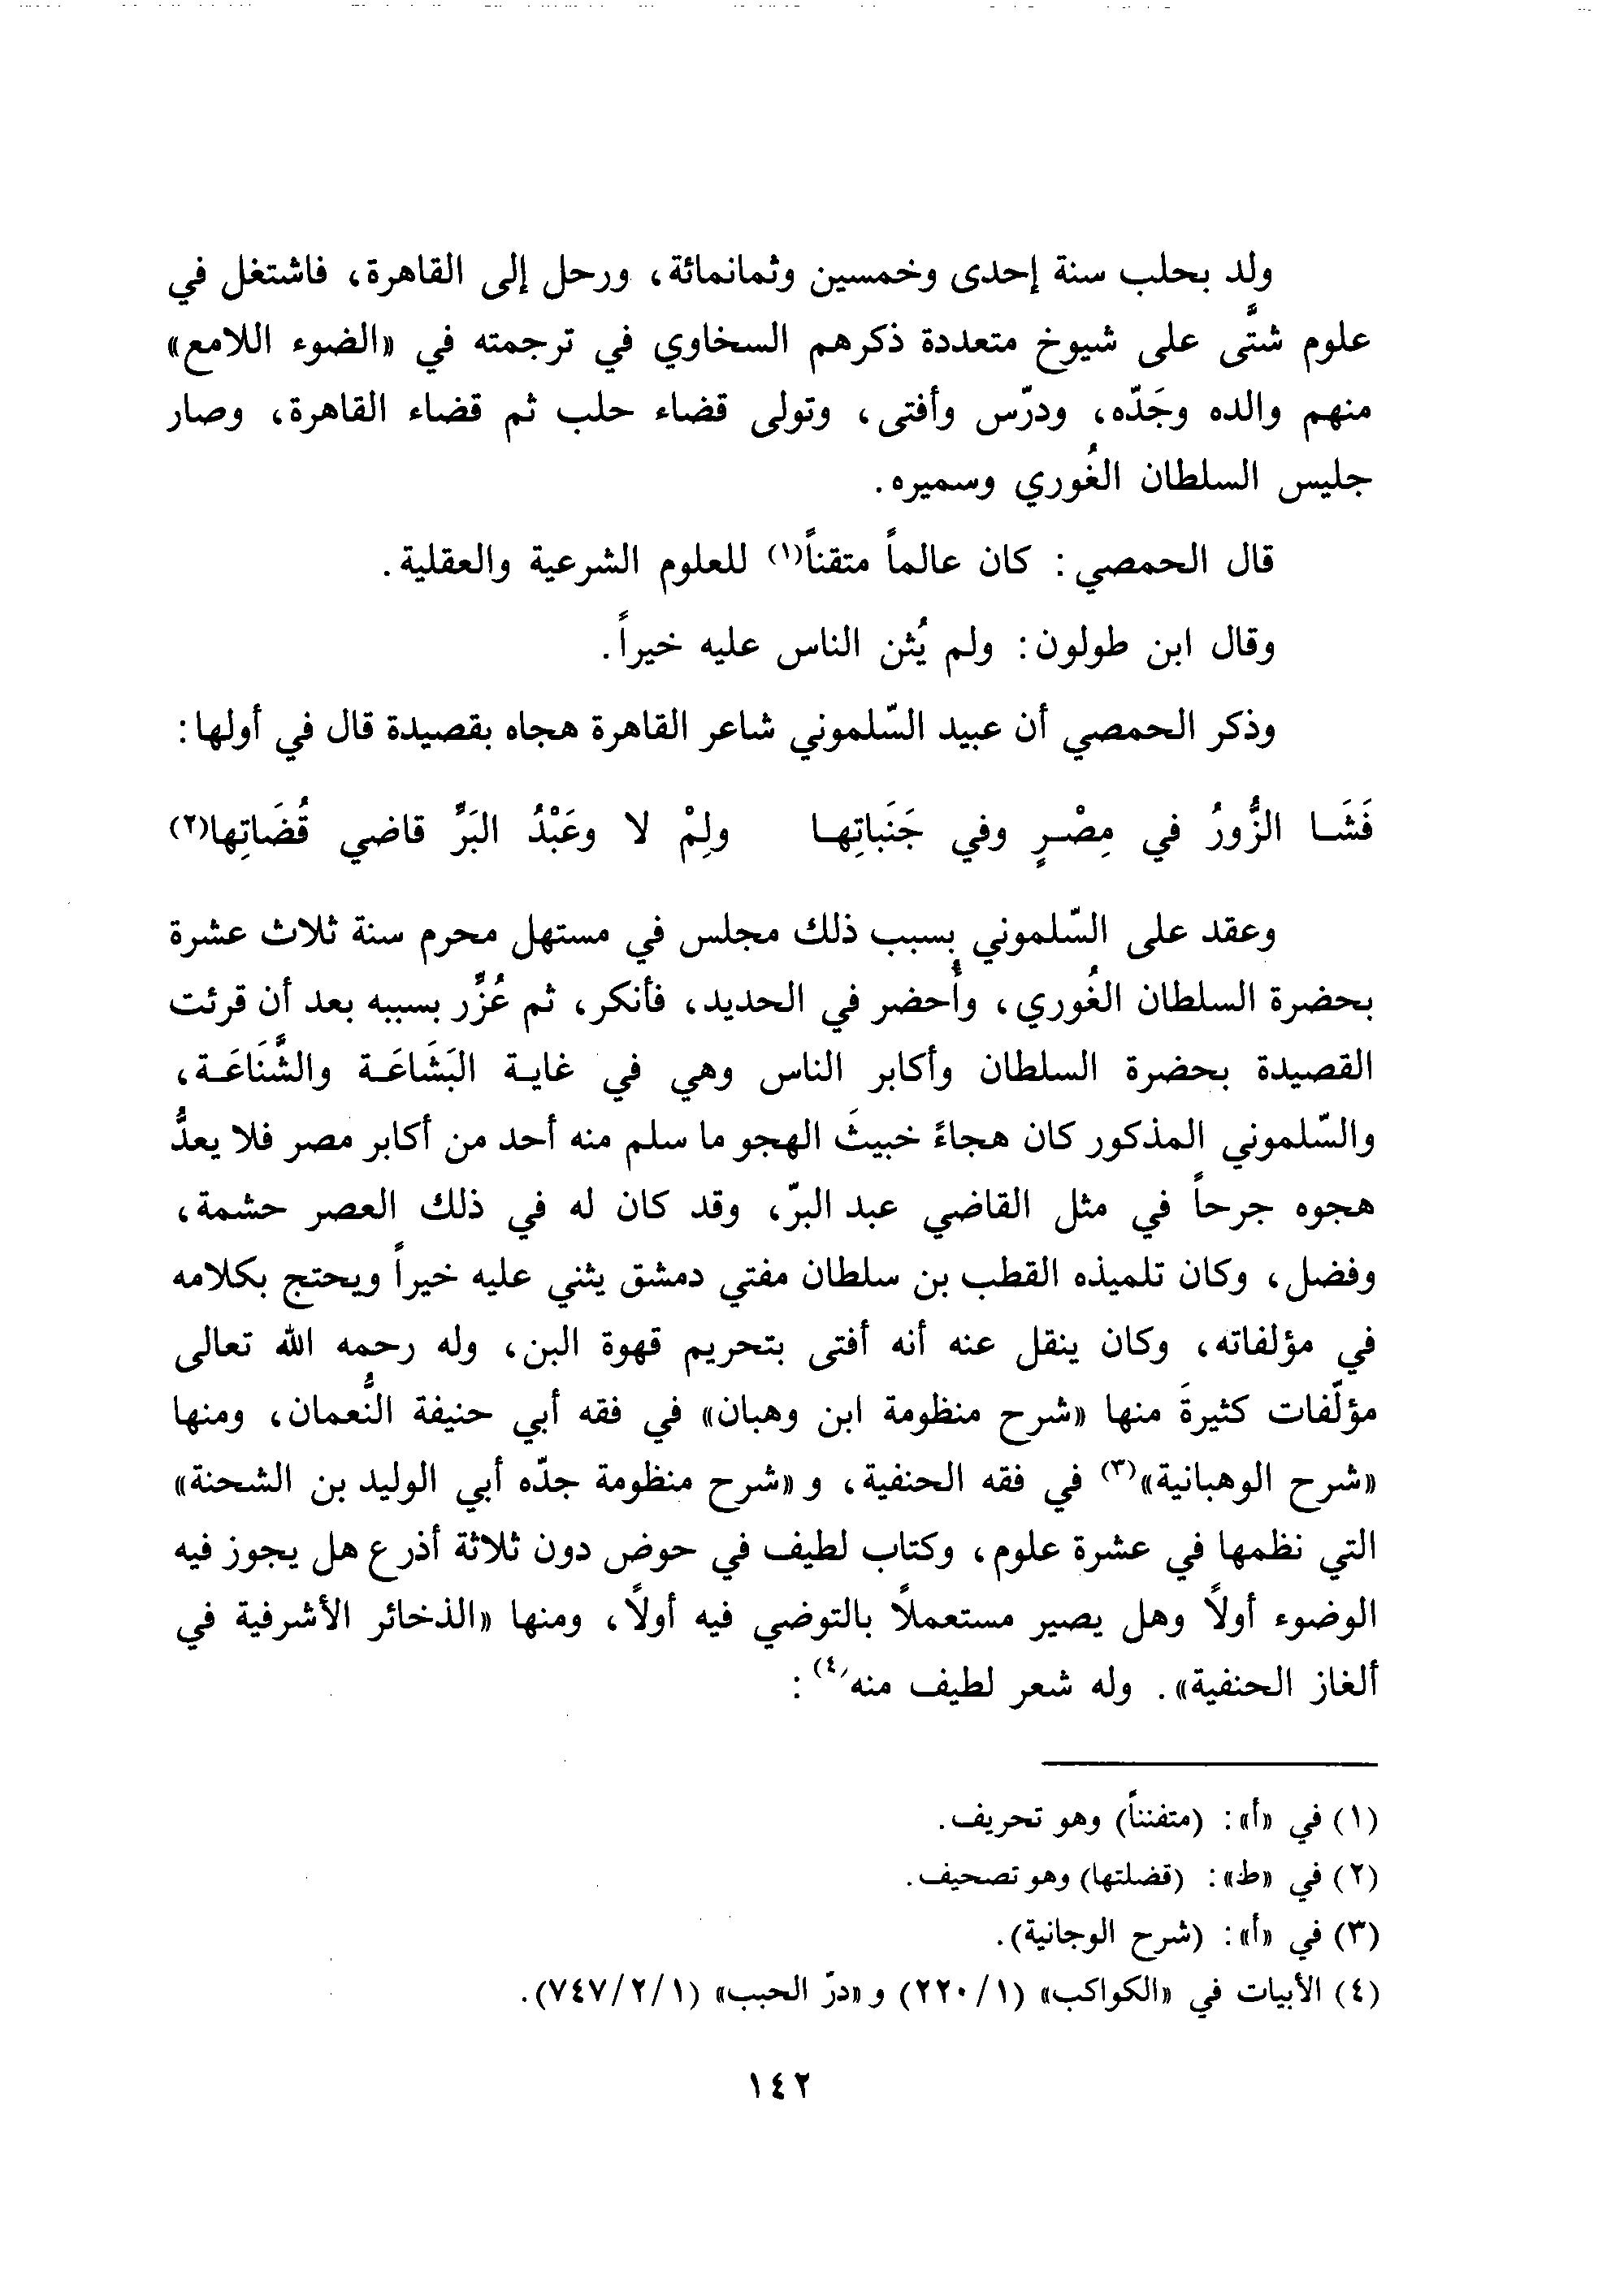 ولد بحلب سنة إحدى وخمسين وثمانمائة، ورحل إلى القاهرة، فاشتغل في
علوم شتَّى على شيوخ متعددة ذكرهم السخاوي في ترجمته في «الضوء اللامع»
منهم والده وجَدّه، ودرّس وأفتى، وتولى قضاء حلب ثم قضاء القاهرة، وصار
جليس السلطان الغُوري وسميره.
قال الحمصي: كان عالماً متقناً(١) للعلوم الشرعية والعقلية.
وقال ابن طولون: ولم يُثن الناس عليه خيراً.
وذكر الحمصي أن عبيد السّلموني شاعر القاهرة هجاه بقصيدة قال في أولها:
فَشَـا الزُّورُ في مِصْـرٍ وفي جَنَباتِهـا ولِمْ لا وعَبْدُ البَرِّ قاضي قُضَاتِها(٢)
وعقد على السّلموني بسبب ذلك مجلس في مستهل محرم سنة ثلاث عشرة
بحضرة السلطان الغُوري، وأُحضر في الحديد، فأنكر، ثم عُزِّر بسببه بعد أن قرئت
القصيدة بحضرة السلطان وأكابر الناس وهي في غايـة البَشَاعَـة والشَّنَاعَـة،
والسّلموني المذكور كان هجاءً خبيثَ الهجو ما سلم منه أحد من أكابر مصر فلا يعدُّ
هجوه جرحاً في مثل القاضي عبد البرّ، وقد كان له في ذلك العصر حشمة،
وفضل، وكان تلميذه القطب بن سلطان مفتي دمشق يثني عليه خيراً ويحتج بكلامه
في مؤلفاته، وكان ينقل عنه أنه أفتى بتحريم قهوة البن، وله رحمه الله تعالى
مؤلّفات كثيرةَ منها «شرح منظومة ابن وهبان» في فقه أبي حنيفة النُّعمان، ومنها
«شرح الوهبانية»(٣) في فقه الحنفية، و «شرح منظومة جدّه أبي الوليد بن الشحنة»
التي نظمها في عشرة علوم، وكتاب لطيف في حوض دون ثلاثة أذرع هل يجوز فيه
الوضوء أولاً وهل يصير مستعملاً بالتوضي فيه أولاً، ومنها «الذخائر الأشرفية في
ألغاز الحنفية». وله شعر لطيف منه(٤):
(١) في «أ»: (متفنناً) وهو تحريف.
(٢) في «ط»: (قضلتها) وهو تصحيف.
(٣) في «أ»: (شرح الوجانية).
(٤) الأبيات في «الكواكب» (١/ ٢٢٠) و «درّ الحبب» (١/ ٢/ ٧٤٧).
١٤٢